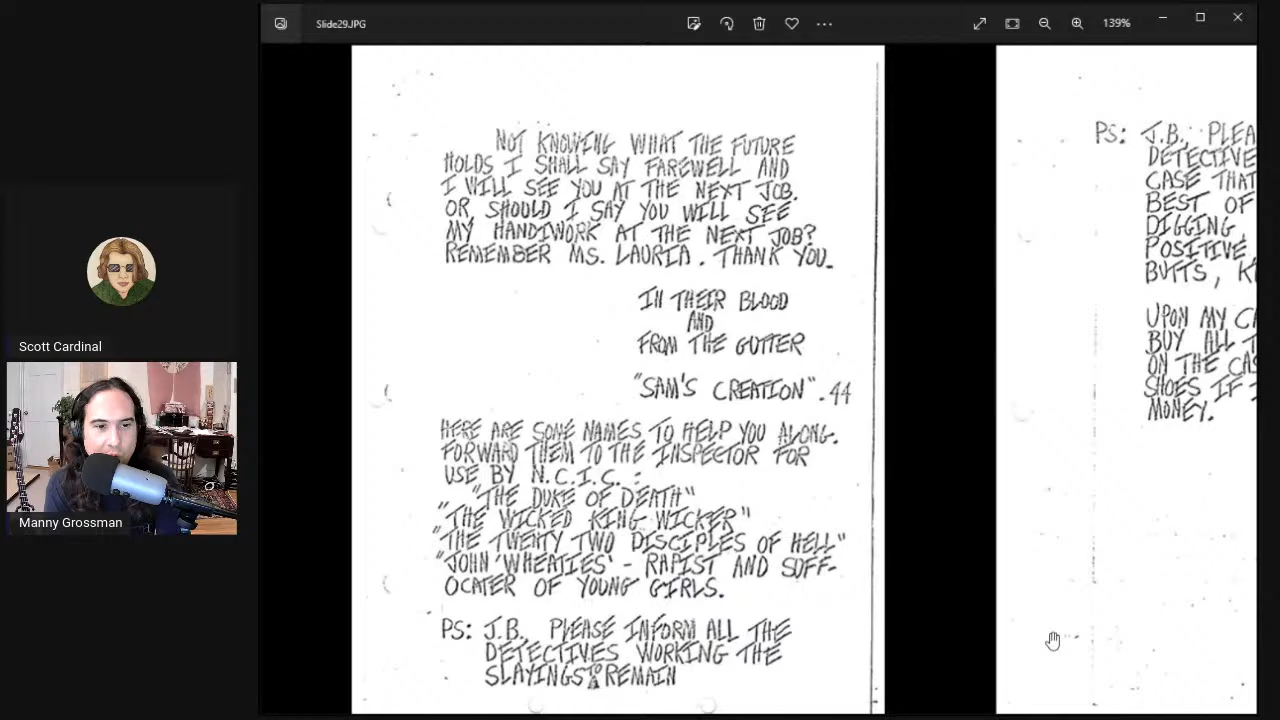 Slide29.JPG
139%
NOT KNOWING WHAT THE FUTURE
HOLDS I SHALL SAY FAREWELL AND
I WILL SEE YOU AT THE NEXT JOB.
OR, SHOULD I SAY YOU WILL SEE
MY HANDIWORK AT THE NEXT JOB?
REMEMBER MS. LAURIA. THANK YOU.
IN THEIR BLOOD
AND
FROM THE GUTTER
"SAM'S CREATION".44
HERE ARE SOME NAMES TO HELP YOU ALONG.
FORWARD THEM TO THE INSPECTOR FOR
USE BY N.C.I.C. :
"THE DUKE OF DEATH"
"THE WICKED KING WICKER"
"THE TWENTY TWO DISCIPLES OF HELL"
"JOHN 'WHEATIES' - RAPIST AND SUFF-
OCATER OF YOUNG GIRLS.
PS: J.B., PLEASE INFORM ALL THE
DETECTIVES WORKING THE
SLAYINGS TO REMAIN
PS: J.B., PLEA
DETECTIVE
CASE THAT
BEST OF
DIGGING,
POSITIVE,
BUTTS, K
UPON MY CA
BUY ALL T
ON THE CAS
SHOES IF I
MONEY.
Scott Cardinal
Manny Grossman